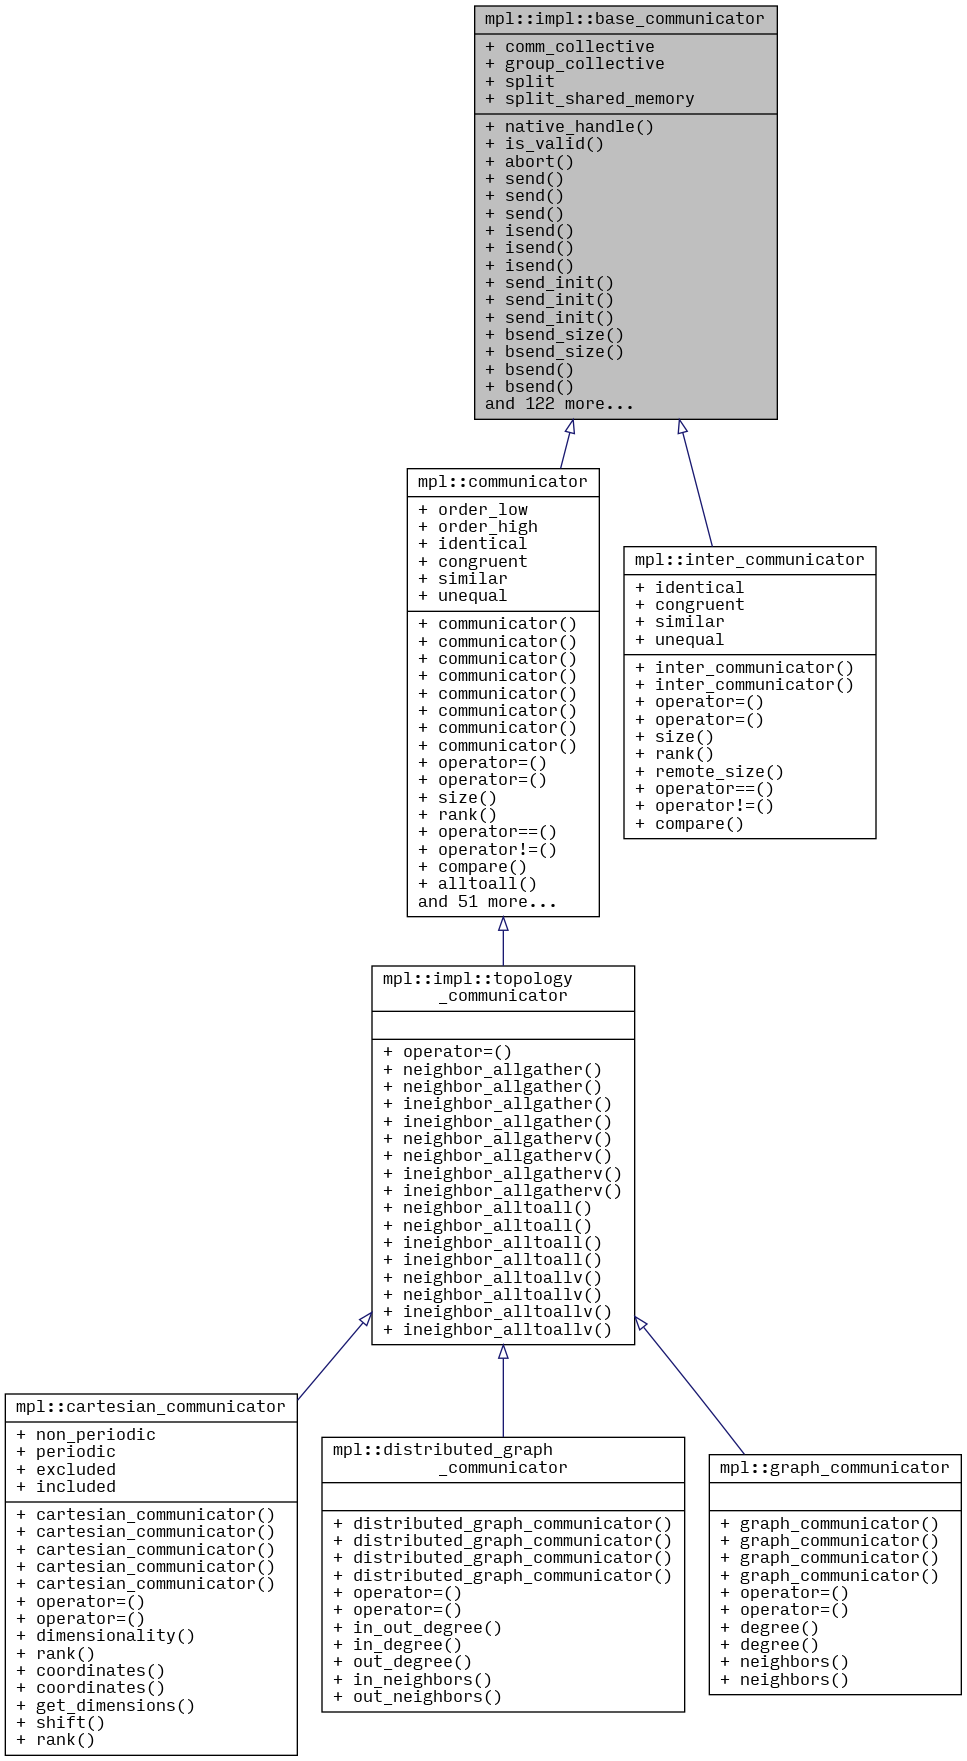 mpl::impl::base_communicator
+ comm_collective
+ group_collective
+ split
+ split_shared_memory
+ native_handle()
+ is_valid()
+ abort()
+ send()
+ send()
+ send()
+ isend()
+ isend()
+ isend()
+ send_init()
+ send_init()
+ send_init()
+ bsend_size()
+ bsend_size()
+ bsend()
+ bsend()
and 122 more...
mpl::communicator
+ order_low
+ order_high
+ identical
+ congruent
+ similar
+ unequal
+ communicator()
+ communicator()
+ communicator()
+ communicator()
+ communicator()
+ communicator()
+ communicator()
+ communicator()
+ operator=()
+ operator=()
+ size()
+ rank()
+ operator==()
+ operator!=()
+ compare()
+ alltoall()
and 51 more...
mpl::inter_communicator
+ identical
+ congruent
+ similar
+ unequal
+ inter_communicator()
+ inter_communicator()
+ operator=()
+ operator=()
+ size()
+ rank()
+ remote_size()
+ operator==()
+ operator!=()
+ compare()
mpl::impl::topology
_communicator
+ operator=()
+ neighbor_allgather()
+ neighbor_allgather()
+ ineighbor_allgather()
+ ineighbor_allgather()
+ neighbor_allgatherv()
+ neighbor_allgatherv()
+ ineighbor_allgatherv()
+ ineighbor_allgatherv()
+ neighbor_alltoall()
+ neighbor_alltoall()
+ ineighbor_alltoall()
+ ineighbor_alltoall()
+ neighbor_alltoallv()
+ neighbor_alltoallv()
+ ineighbor_alltoallv()
+ ineighbor_alltoallv()
mpl::cartesian_communicator
+ non_periodic
+ periodic
+ excluded
+ included
+ cartesian_communicator()
+ cartesian_communicator()
+ cartesian_communicator()
+ cartesian_communicator()
+ cartesian_communicator()
+ operator=()
+ operator=()
+ dimensionality()
+ rank()
+ coordinates()
+ coordinates()
+ get_dimensions()
+ shift()
+ rank()
mpl::distributed_graph
_communicator
+ distributed_graph_communicator()
+ distributed_graph_communicator()
+ distributed_graph_communicator()
+ distributed_graph_communicator()
+ operator=()
+ operator=()
+ in_out_degree()
+ in_degree()
+ out_degree()
+ in_neighbors()
+ out_neighbors()
mpl::graph_communicator
+ graph_communicator()
+ graph_communicator()
+ graph_communicator()
+ graph_communicator()
+ operator=()
+ operator=()
+ degree()
+ degree()
+ neighbors()
+ neighbors()